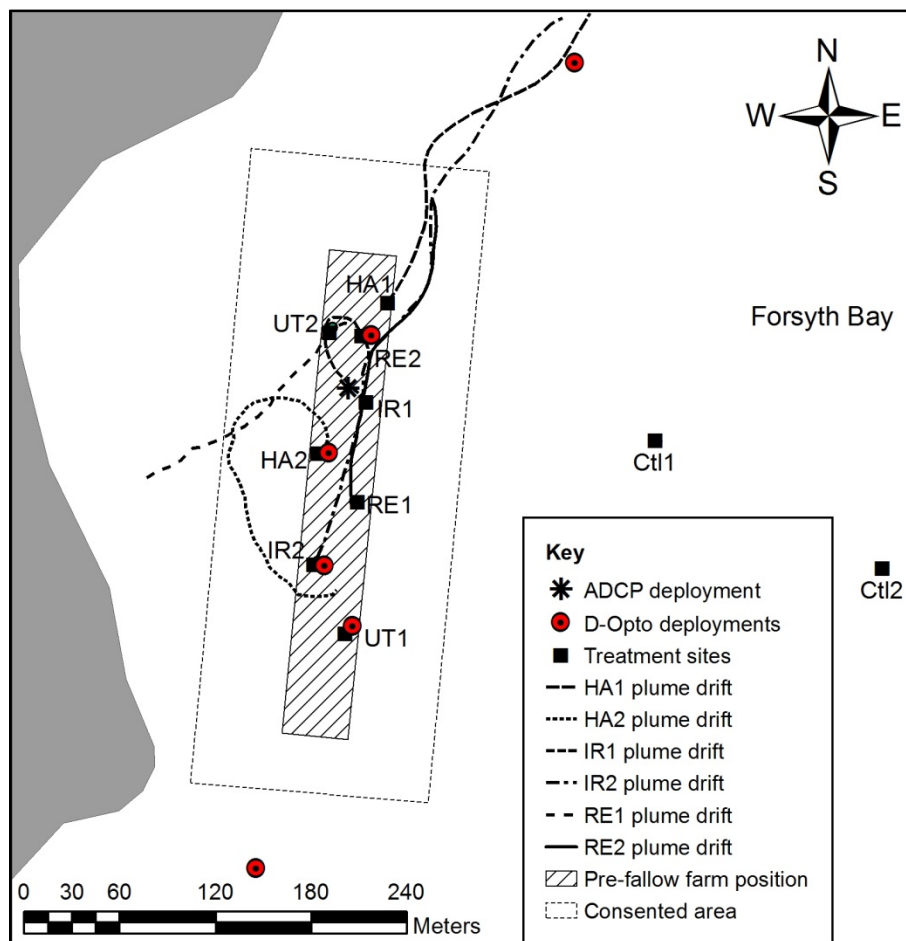 N
W E
S
HA1
UT2
Forsyth Bay
RE2
IR1
HA2
Ctl1
RE1
IR2
Ctl2
UT1
Key
ADCP deployment
D-Opto deployments
Treatment sites
HA1 plume drift
HA2 plume drift
IR1 plume drift
IR2 plume drift
RE1 plume drift
RE2 plume drift
Pre-fallow farm position
Consented area
0 30 60 120 180 240
Meters